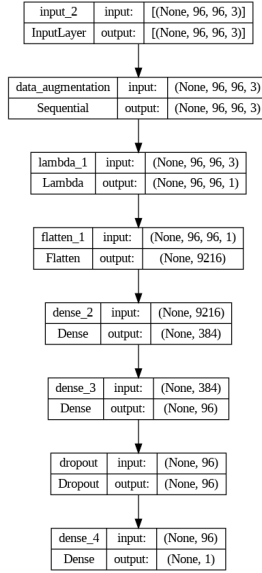 input_2 input: [(None, 96, 96, 3)]
InputLayer output: [(None, 96, 96, 3)]
data_augmentation input: (None, 96, 96, 3)
Sequential output: (None, 96, 96, 3)
lambda_1 input: (None, 96, 96, 3)
Lambda output: (None, 96, 96, 1)
flatten_1 input: (None, 96, 96, 1)
Flatten output: (None, 9216)
dense_2 input: (None, 9216)
Dense output: (None, 384)
dense_3 input: (None, 384)
Dense output: (None, 96)
dropout input: (None, 96)
Dropout output: (None, 96)
dense_4 input: (None, 96)
Dense output: (None, 1)